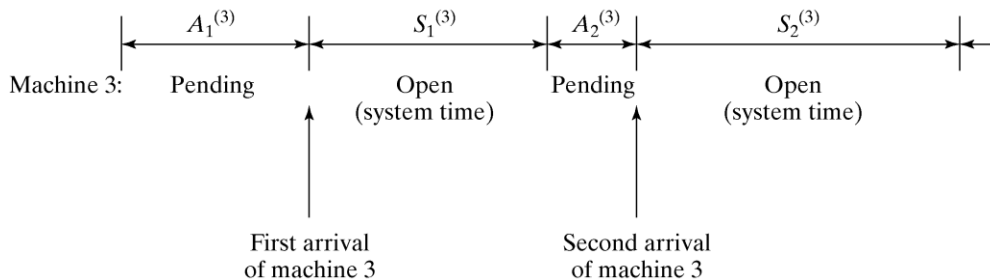 A₁⁽³⁾ S₁⁽³⁾ A₂⁽³⁾ S₂⁽³⁾
Machine 3: Pending Open Pending Open
(system time) (system time)
First arrival Second arrival
of machine 3 of machine 3